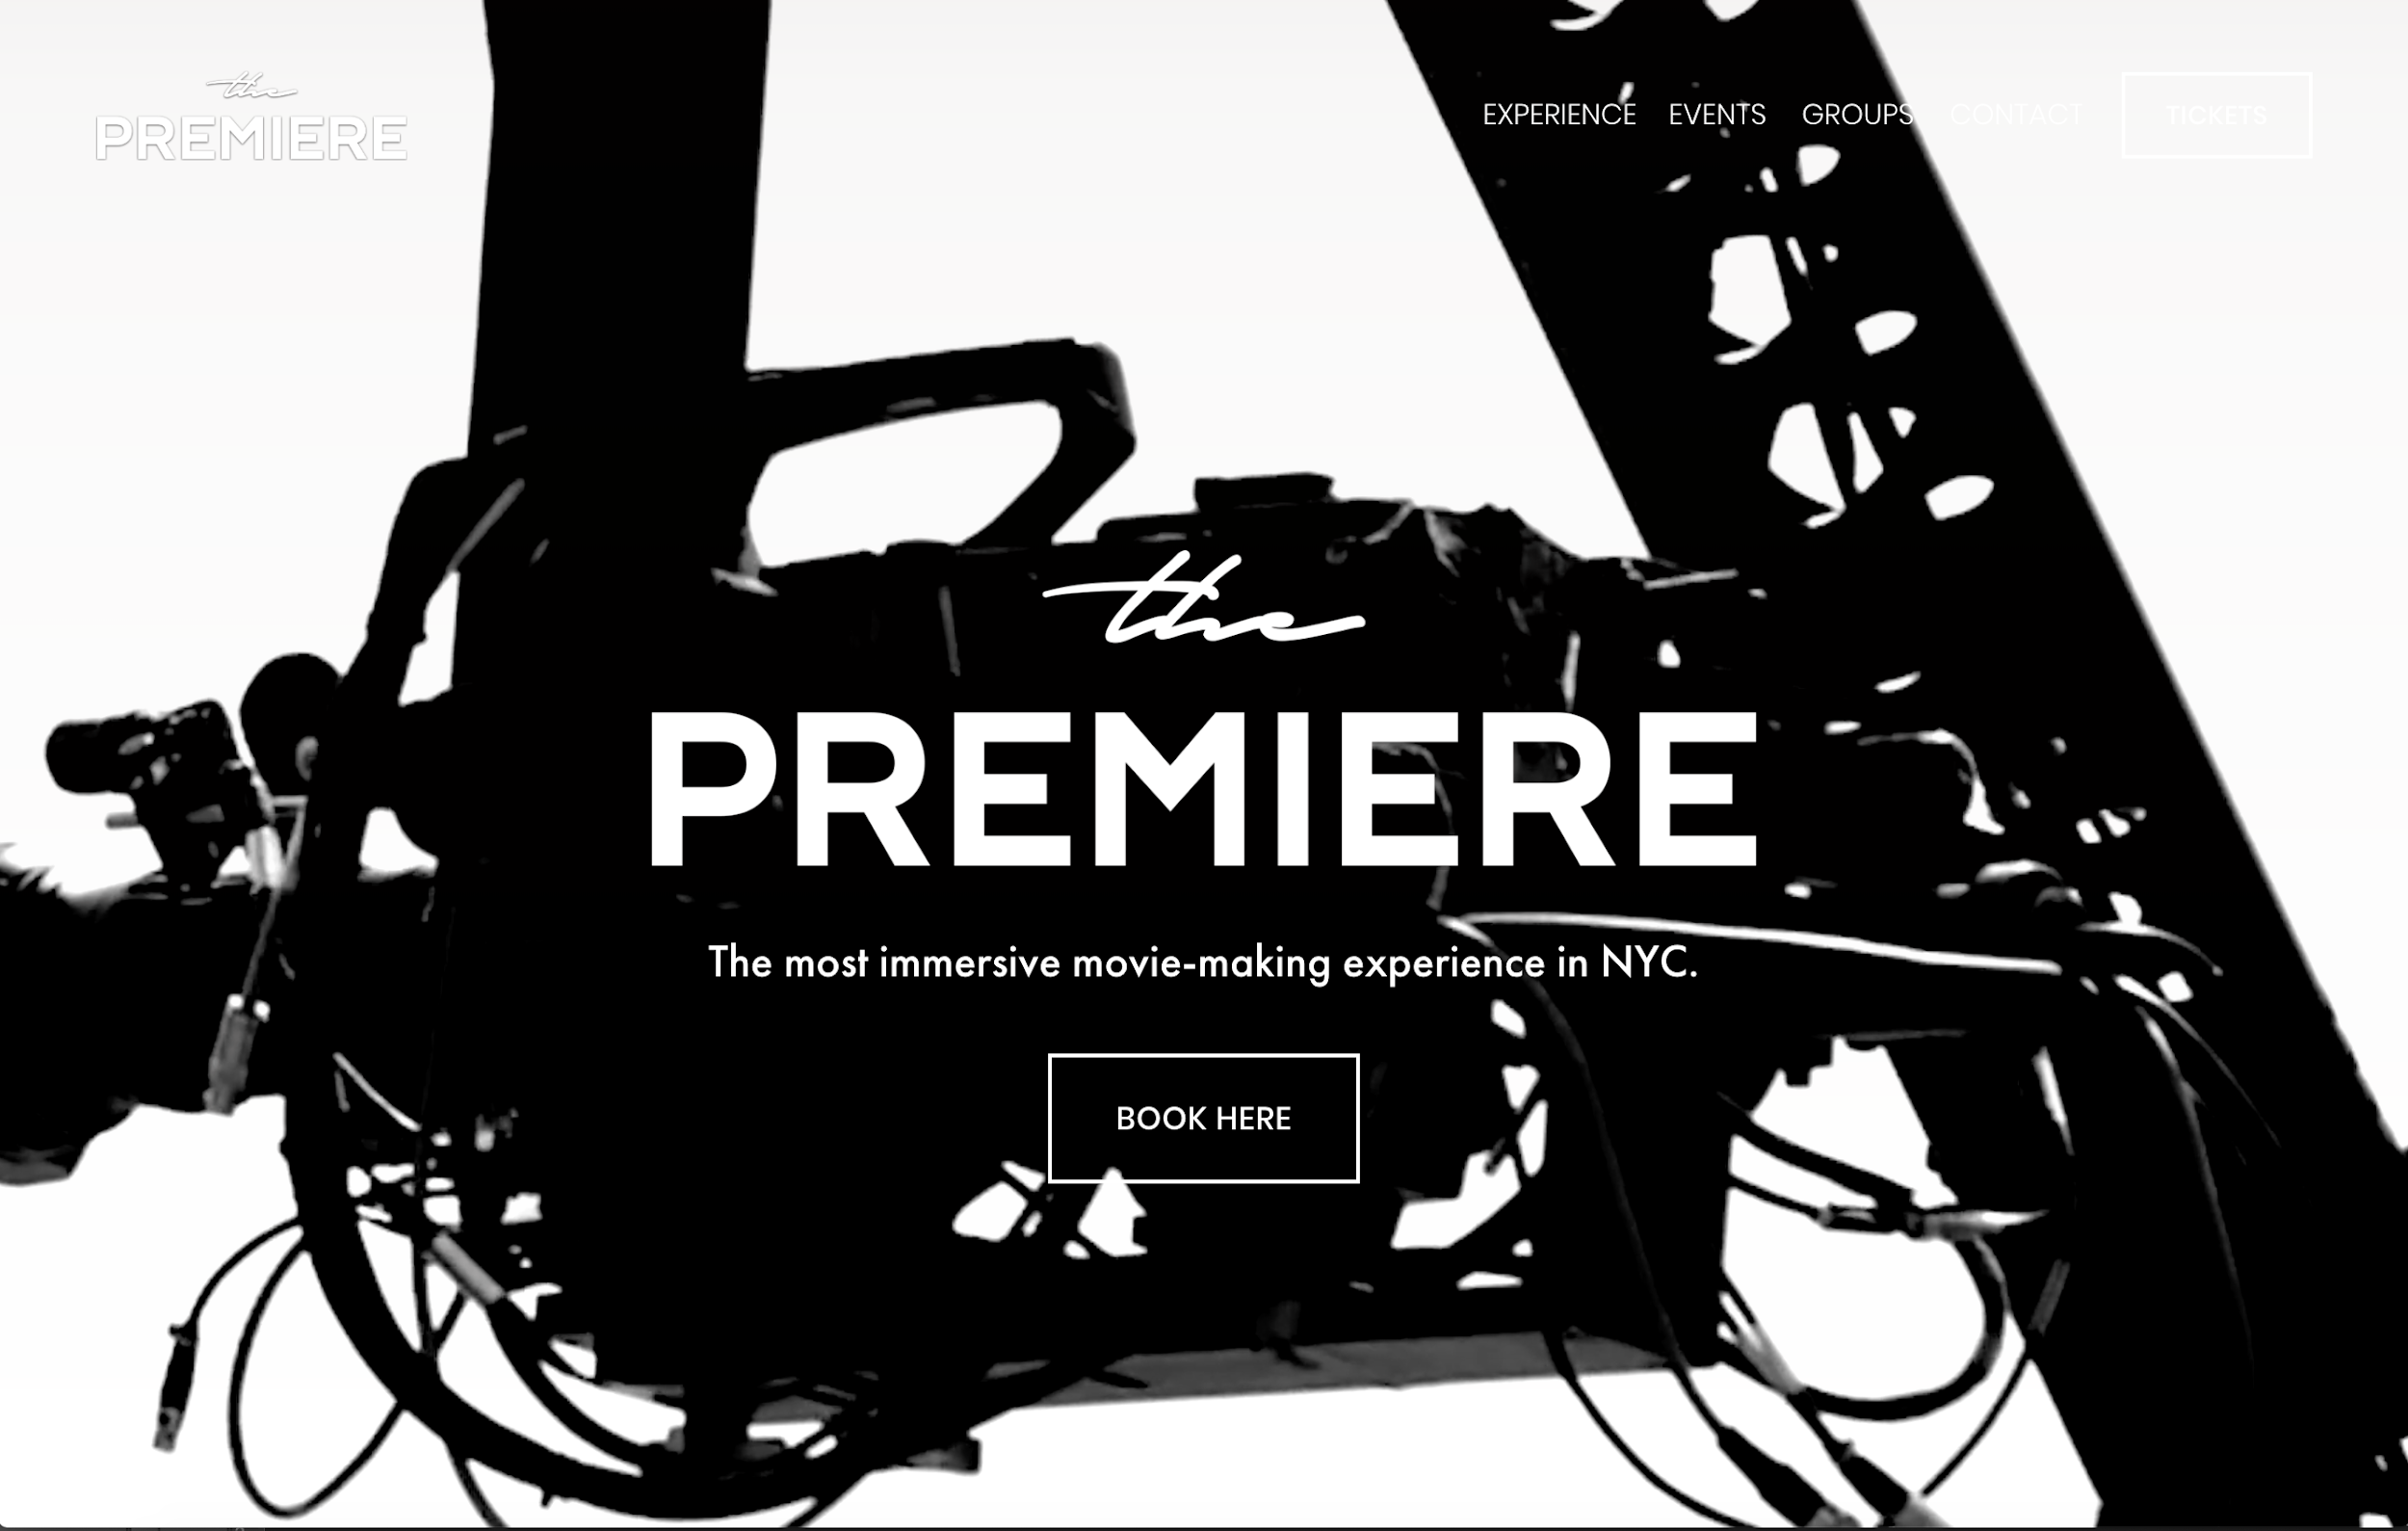 the
PREMIERE
EXPERIENCE EVENTS GROUPS CONTACT TICKETS
the
PREMIERE
The most immersive movie-making experience in NYC.
BOOK HERE